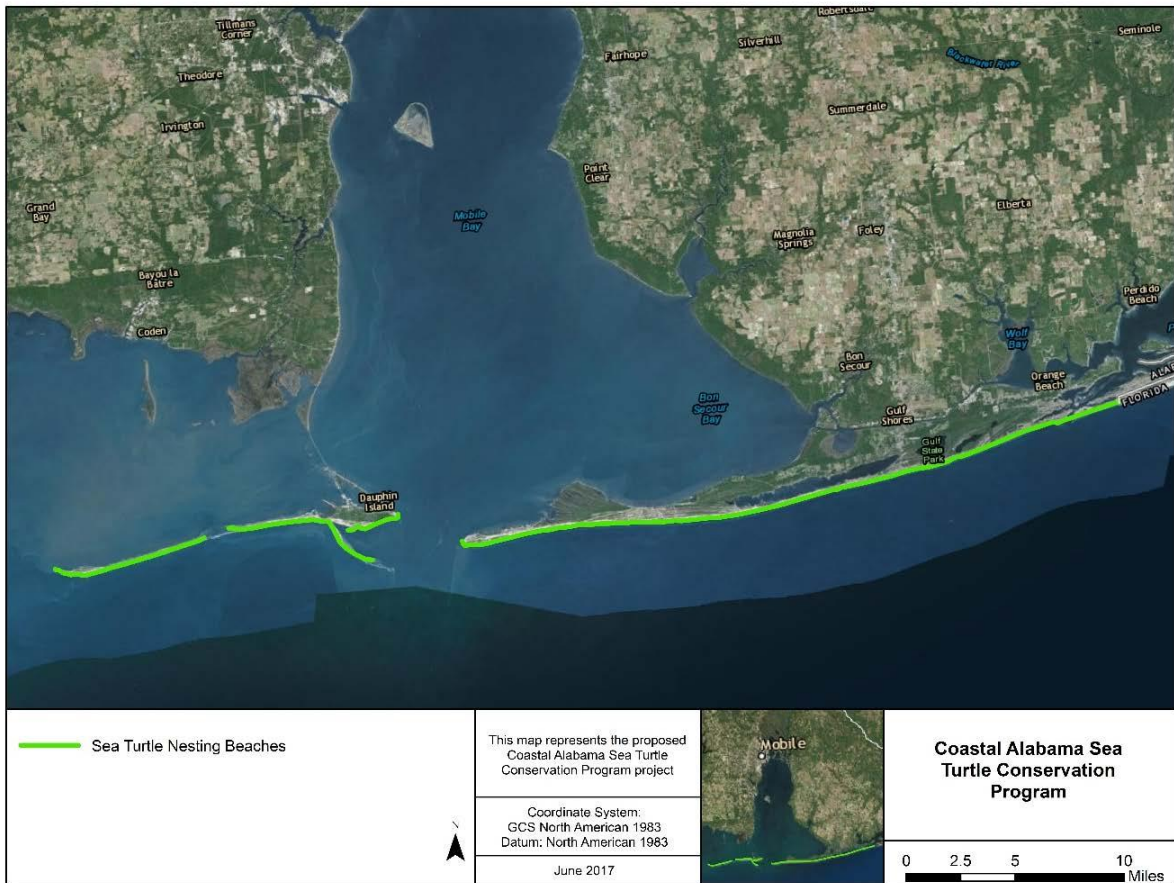 Tillmans
Corner
Robertsdale
Seminole
Silverhill
Fairhope
Blackwater River
Theodore
Summerdale
Irvington
Point
Clear
Grand
Bay
Elberta
Mobile
Bay
Magnolia
Springs
Foley
Bayou la
Batre
Perdido
Beach
Coden
Wolf
Bay
Bon
Secour
Orange
Beach
ALAB
FLORIDA
Bon
Secour
Bay
Gulf
Shores
Gulf
State
Park
Dauphin
Island
Sea Turtle Nesting Beaches
N
This map represents the proposed
Coastal Alabama Sea Turtle
Conservation Program project
Coordinate System:
GCS North American 1983
Datum: North American 1983
June 2017
Mobile
Coastal Alabama Sea
Turtle Conservation
Program
0 2.5 5 10
Miles